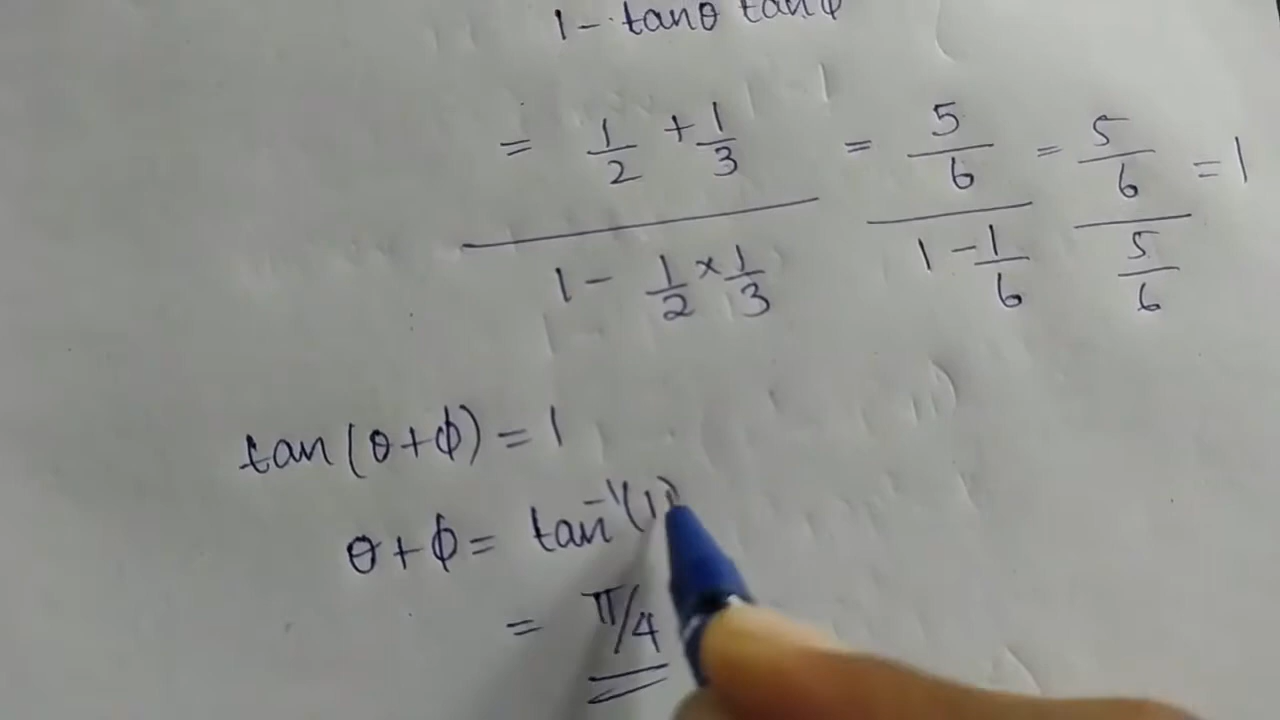 1 - tanθ tanϕ
= 1/2 + 1/3 = 5/6 = 5/6 = 1
1 - 1/2 × 1/3 1 - 1/6 5/6
tan(θ+ϕ) = 1
θ+ϕ = tan⁻¹(1)
= π/4